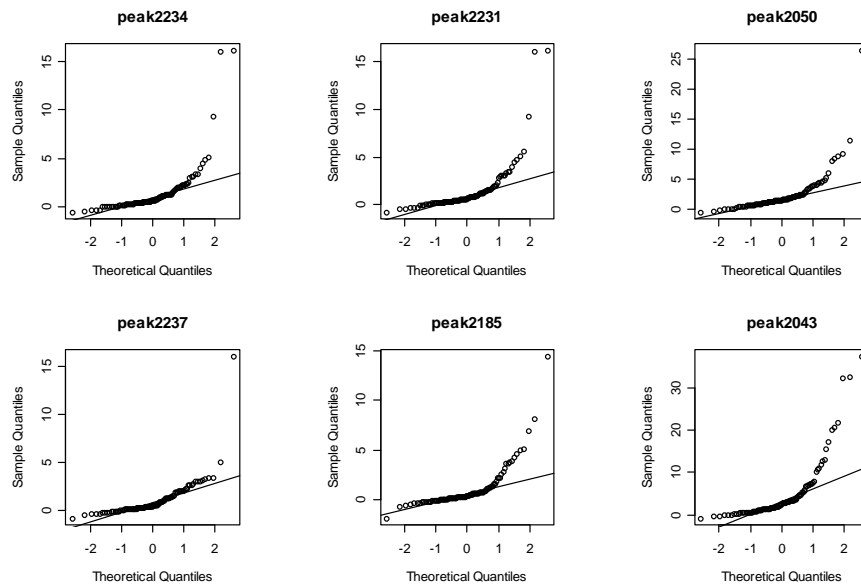 peak2234
Sample Quantiles
15
10
5
0
-2 -1 0 1 2
Theoretical Quantiles
peak2231
Sample Quantiles
15
10
5
0
-2 -1 0 1 2
Theoretical Quantiles
peak2050
Sample Quantiles
25
20
15
10
5
0
-2 -1 0 1 2
Theoretical Quantiles
peak2237
Sample Quantiles
15
10
5
0
-2 -1 0 1 2
Theoretical Quantiles
peak2185
Sample Quantiles
15
10
5
0
-2 -1 0 1 2
Theoretical Quantiles
peak2043
Sample Quantiles
30
20
10
0
-2 -1 0 1 2
Theoretical Quantiles